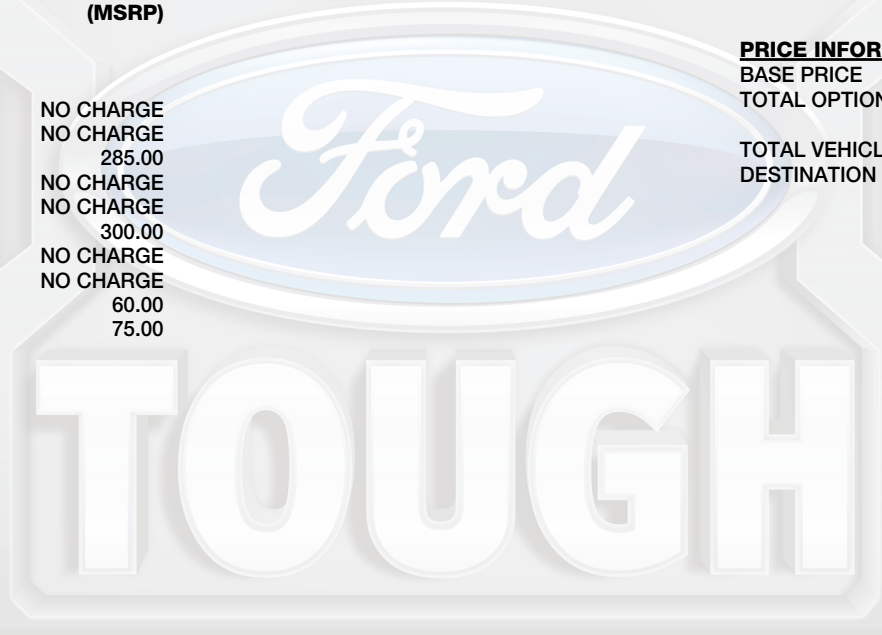 (MSRP)
NO CHARGE
NO CHARGE
285.00
NO CHARGE
NO CHARGE
300.00
NO CHARGE
NO CHARGE
60.00
75.00
PRICE INFOR
BASE PRICE
TOTAL OPTION
TOTAL VEHICL
DESTINATION
Ford
TOUGH